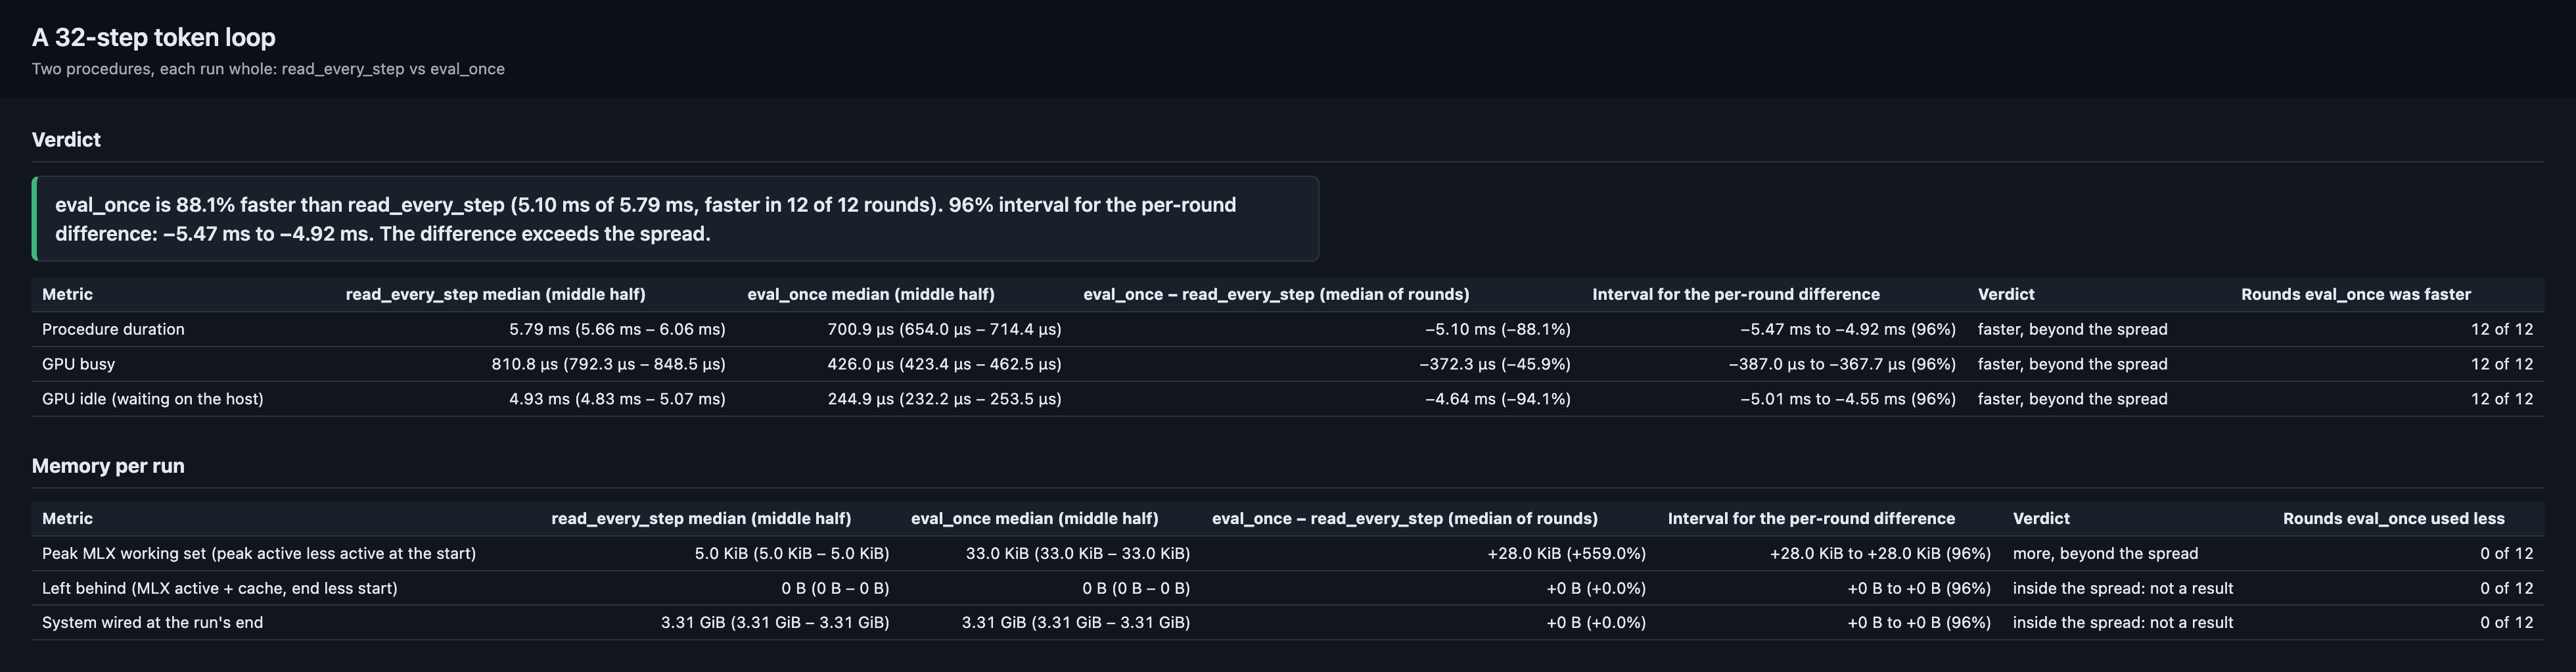 A 32-step token loop
Two procedures, each run whole: read_every_step vs eval_once
Verdict
eval_once is 88.1% faster than read_every_step (5.10 ms of 5.79 ms, faster in 12 of 12 rounds). 96% interval for the per-round
difference: −5.47 ms to −4.92 ms. The difference exceeds the spread.
Metric read_every_step median (middle half) eval_once median (middle half) eval_once − read_every_step (median of rounds) Interval for the per-round difference Verdict Rounds eval_once was faster
Procedure duration 5.79 ms (5.66 ms – 6.06 ms) 700.9 µs (654.0 µs – 714.4 µs) −5.10 ms (−88.1%) −5.47 ms to −4.92 ms (96%) faster, beyond the spread 12 of 12
GPU busy 810.8 µs (792.3 µs – 848.5 µs) 426.0 µs (423.4 µs – 462.5 µs) −372.3 µs (−45.9%) −387.0 µs to −367.7 µs (96%) faster, beyond the spread 12 of 12
GPU idle (waiting on the host) 4.93 ms (4.83 ms – 5.07 ms) 244.9 µs (232.2 µs – 253.5 µs) −4.64 ms (−94.1%) −5.01 ms to −4.55 ms (96%) faster, beyond the spread 12 of 12
Memory per run
Metric read_every_step median (middle half) eval_once median (middle half) eval_once − read_every_step (median of rounds) Interval for the per-round difference Verdict Rounds eval_once used less
Peak MLX working set (peak active less active at the start) 5.0 KiB (5.0 KiB – 5.0 KiB) 33.0 KiB (33.0 KiB – 33.0 KiB) +28.0 KiB (+559.0%) +28.0 KiB to +28.0 KiB (96%) more, beyond the spread 0 of 12
Left behind (MLX active + cache, end less start) 0 B (0 B – 0 B) 0 B (0 B – 0 B) +0 B (+0.0%) +0 B to +0 B (96%) inside the spread: not a result 0 of 12
System wired at the run's end 3.31 GiB (3.31 GiB – 3.31 GiB) 3.31 GiB (3.31 GiB – 3.31 GiB) +0 B (+0.0%) +0 B to +0 B (96%) inside the spread: not a result 0 of 12